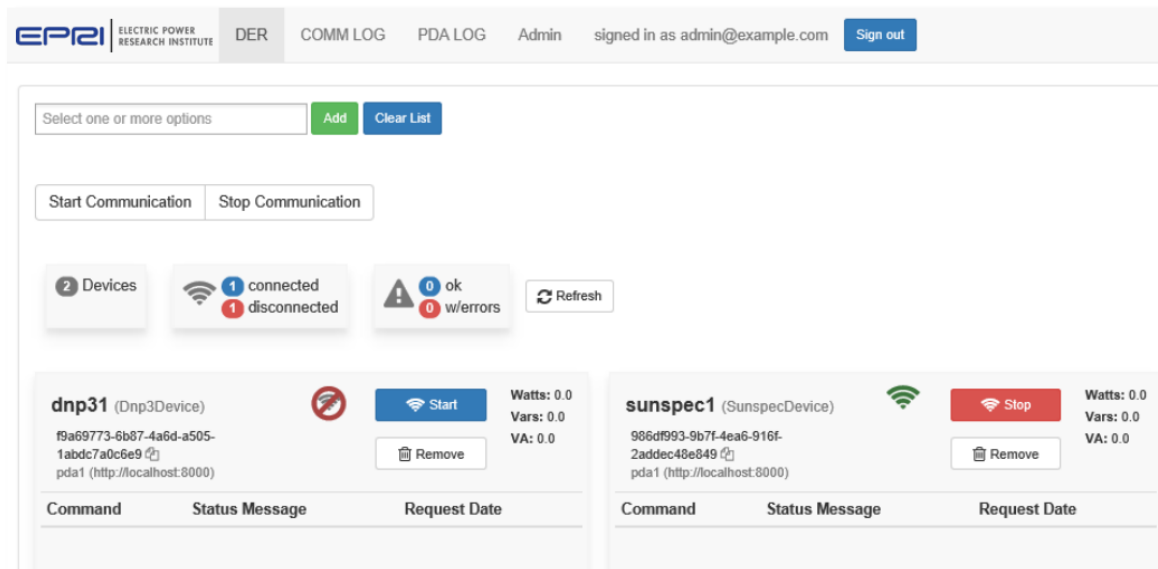 EPRI ELECTRIC POWER RESEARCH INSTITUTE DER COMM LOG PDA LOG Admin signed in as admin@example.com Sign out
Select one or more options Add Clear List
Start Communication Stop Communication
2 Devices 1 connected 0 ok Refresh
1 disconnected 0 w/errors
dnp31 (Dnp3Device) Start Watts: 0.0
Vars: 0.0
f9a69773-6b87-4a6d-a505-
1abdc7a0c6e9 Remove VA: 0.0
pda1 (http://localhost:8000)
Command Status Message Request Date
sunspec1 (SunspecDevice) Stop Watts: 0.0
Vars: 0.0
986df993-9b7f-4ea6-916f-
2addec48e849 Remove VA: 0.0
pda1 (http://localhost:8000)
Command Status Message Request Date